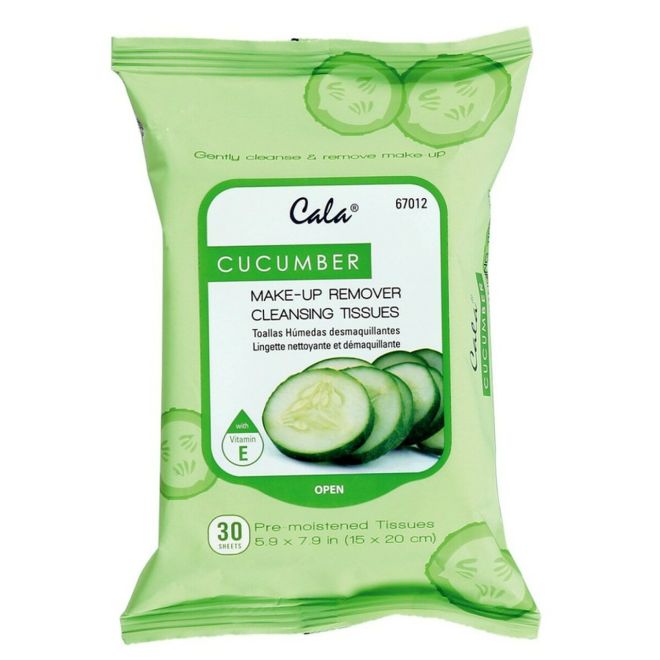 Gently cleanse & remove make-up
Cala® 67012
CUCUMBER
MAKE-UP REMOVER
CLEANSING TISSUES
Toallas Húmedas desmaquillantes
Lingette nettoyante et démaquillante
with
Vitamin
E
OPEN
30
SHEETS
Pre-moistened Tissues
5.9 x 7.9 in (15 x 20 cm)
Cala®
CUCUMBER